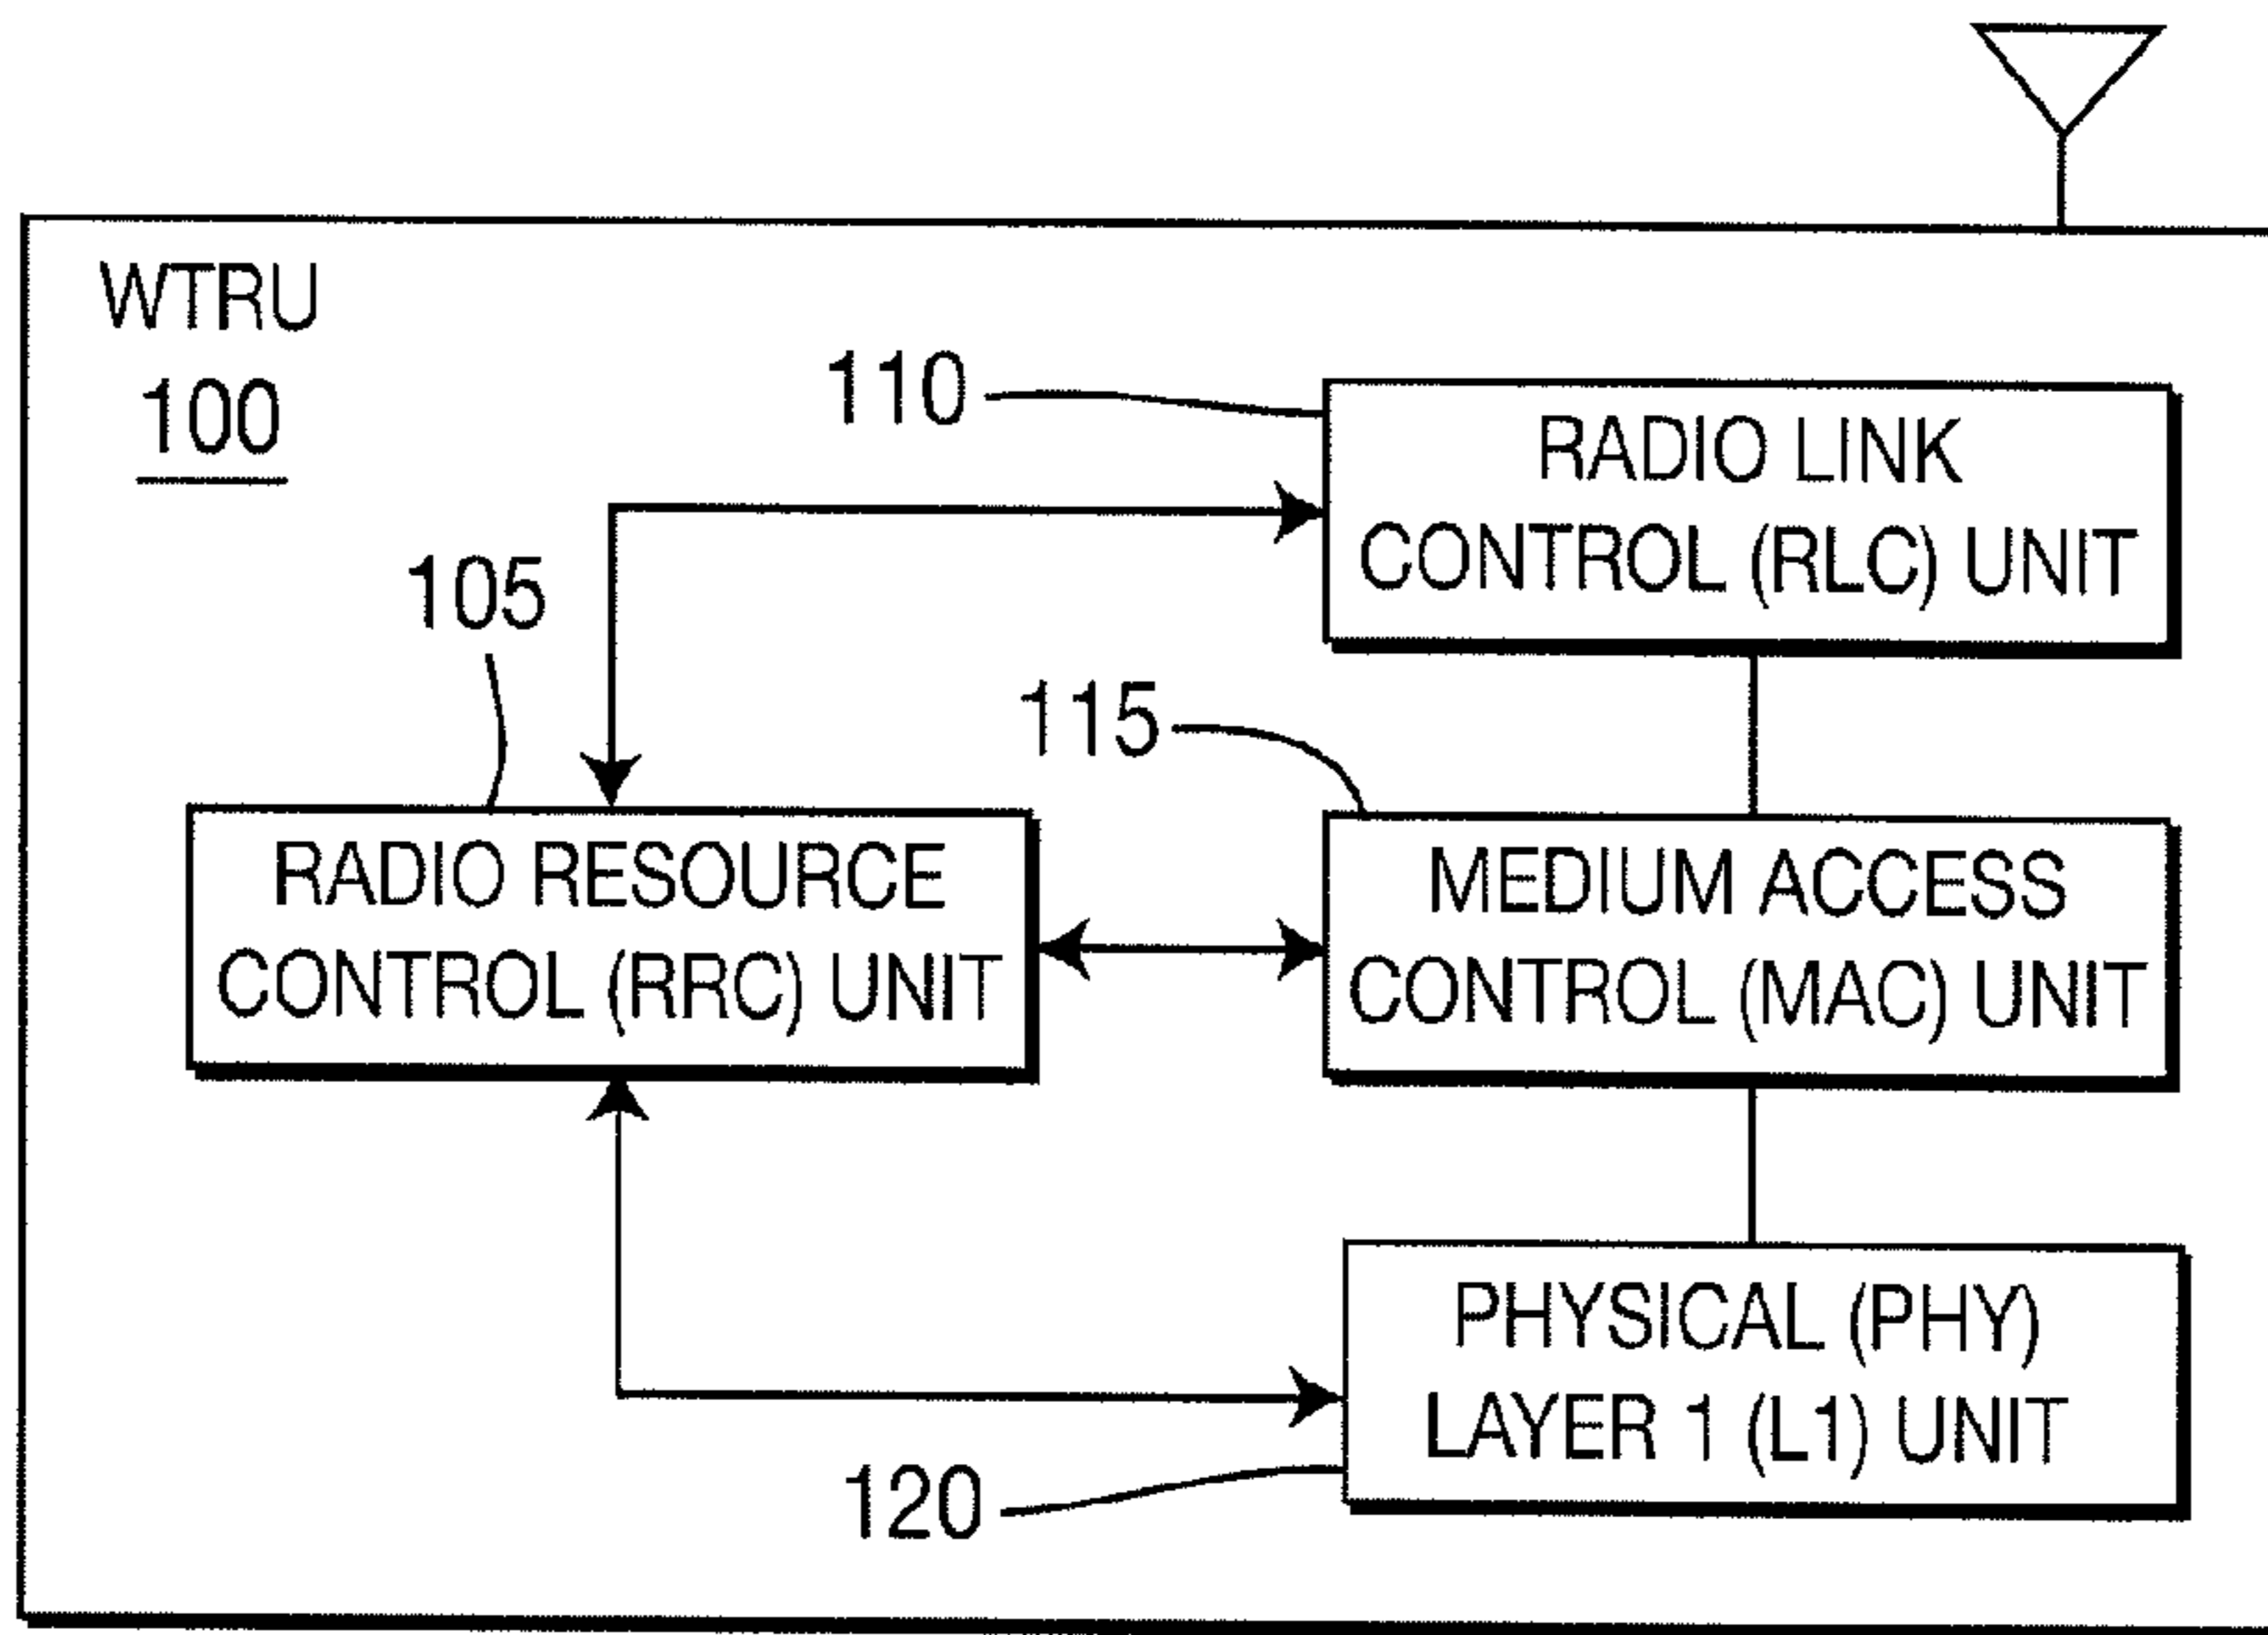 WTRU
100
110
RADIO LINK
CONTROL (RLC) UNIT
105
115
RADIO RESOURCE
CONTROL (RRC) UNIT
MEDIUM ACCESS
CONTROL (MAC) UNIT
PHYSICAL (PHY)
LAYER 1 (L1) UNIT
120